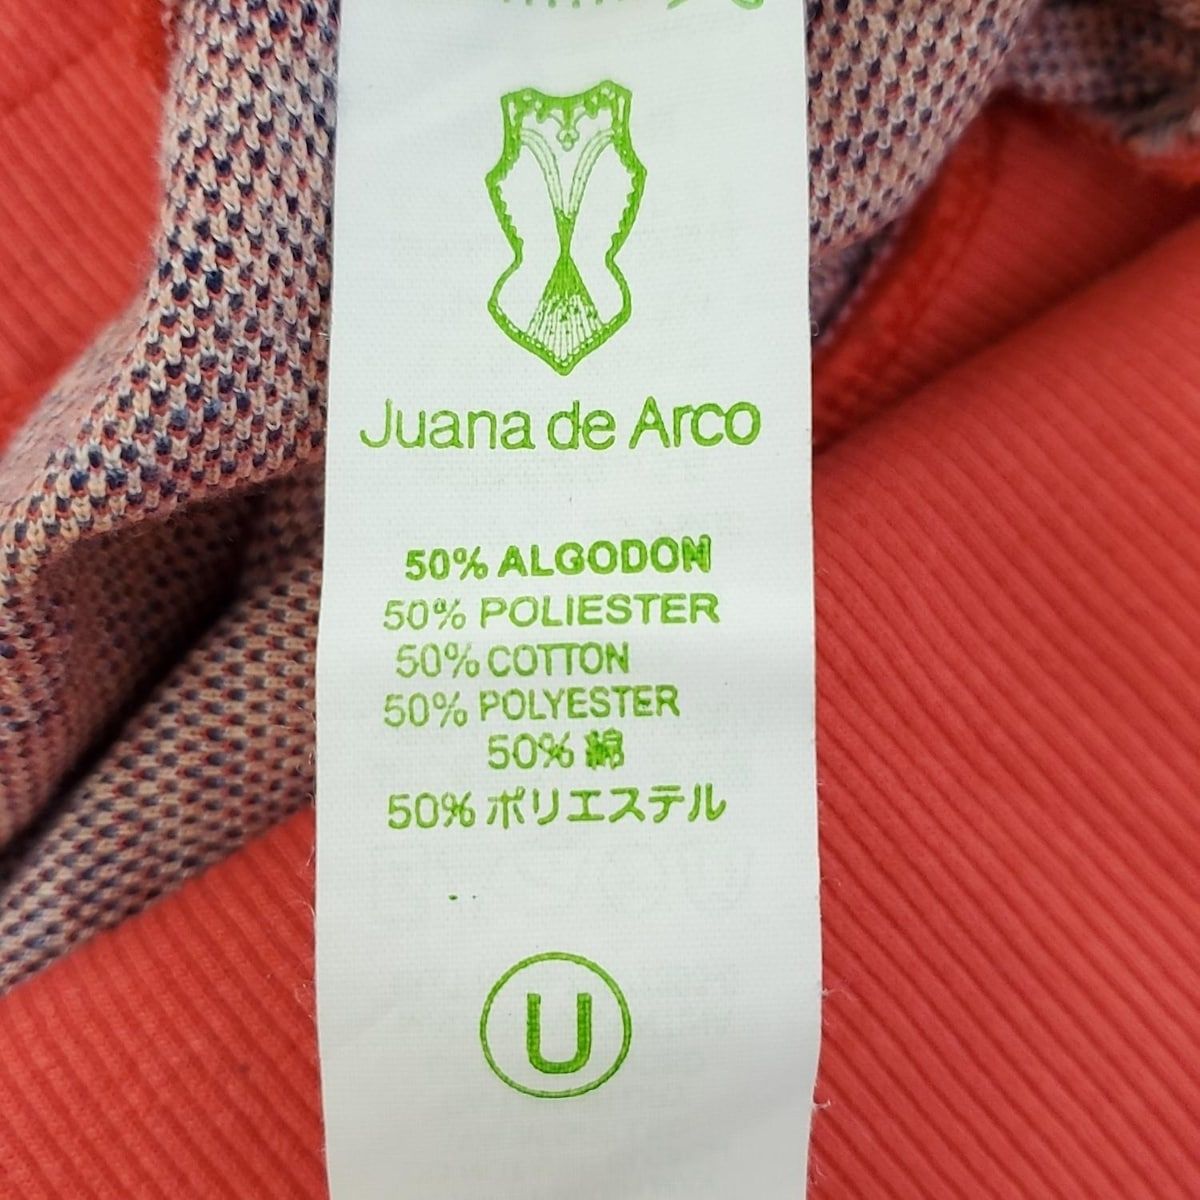 Juana de Arco
50% ALGODON
50% POLIESTER
50% COTTON
50% POLYESTER
50% 綿
50% ポリエステル
U